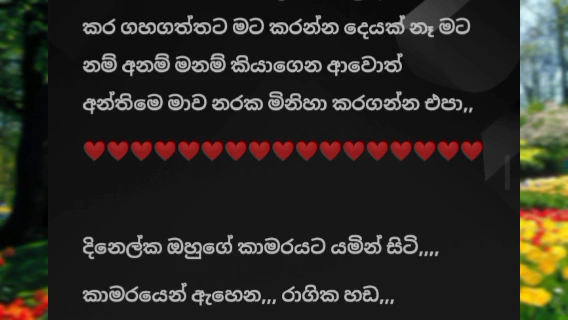 කර ගහගත්තට මට කරන්න දෙයක් නෑ මට
නම් අනම් මනම් කියාගෙන ආවොත්
අන්තිමෙ මාව නරක මිනිහා කරගන්න එපා,,
❤❤❤❤❤❤❤❤❤❤❤❤❤❤❤❤❤
දිනෙල්ක ඔහුගේ කාමරයට යමින් සිටි,,,,
කාමරයෙන් ඇහෙන,,, රාගික හඩ,,,